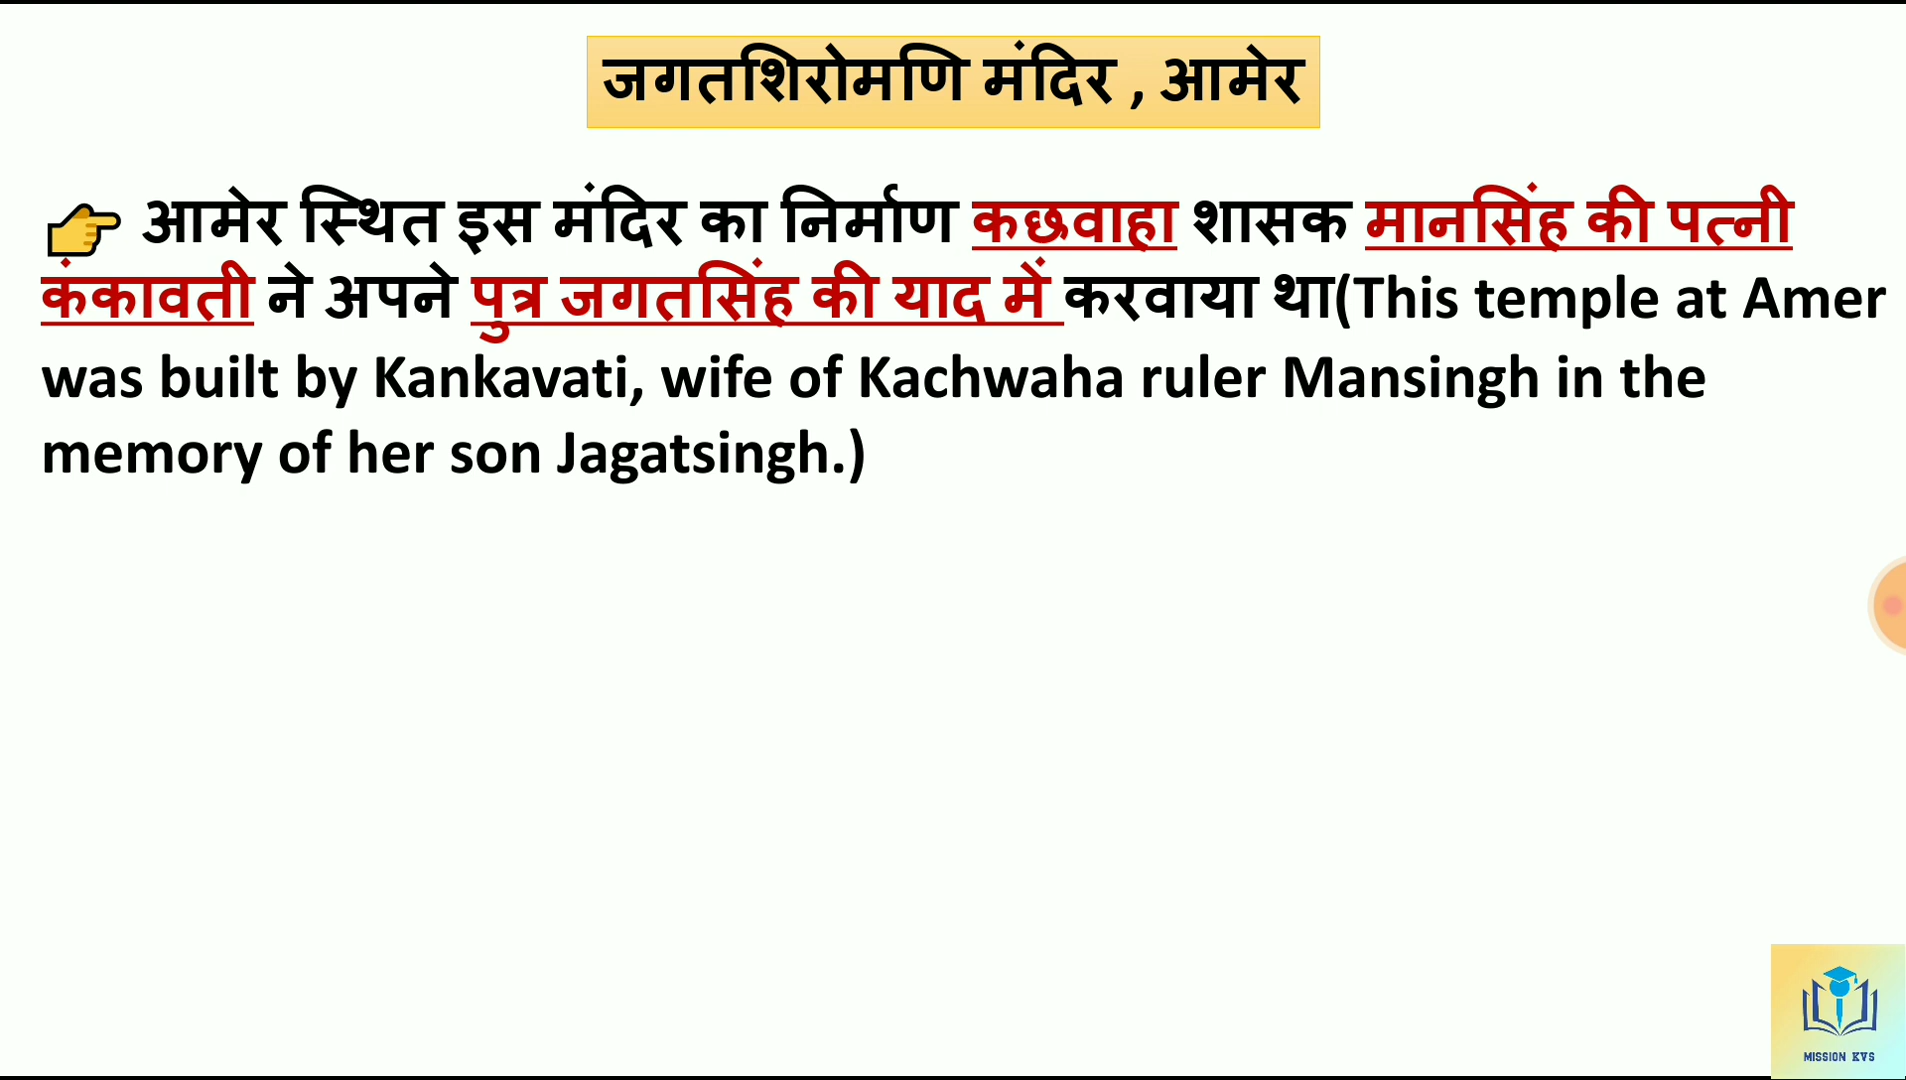 जगतशिरोमणि मंदिर , आमेर
👉 आमेर स्थित इस मंदिर का निर्माण कछवाहा शासक मानसिंह की पत्नी
कंकावती ने अपने पुत्र जगतसिंह की याद में करवाया था(This temple at Amer
was built by Kankavati, wife of Kachwaha ruler Mansingh in the
memory of her son Jagatsingh.)
MISSION KVS